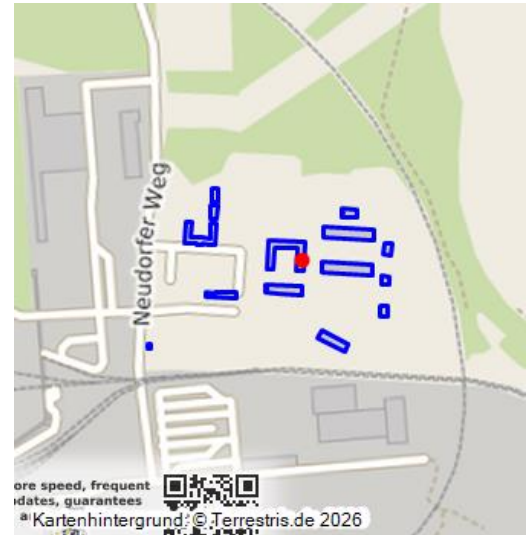 Neudorfer Weg
ore speed, frequent
dates, guarantees
a
Kartenhintergrund: © Terrestris.de 2026